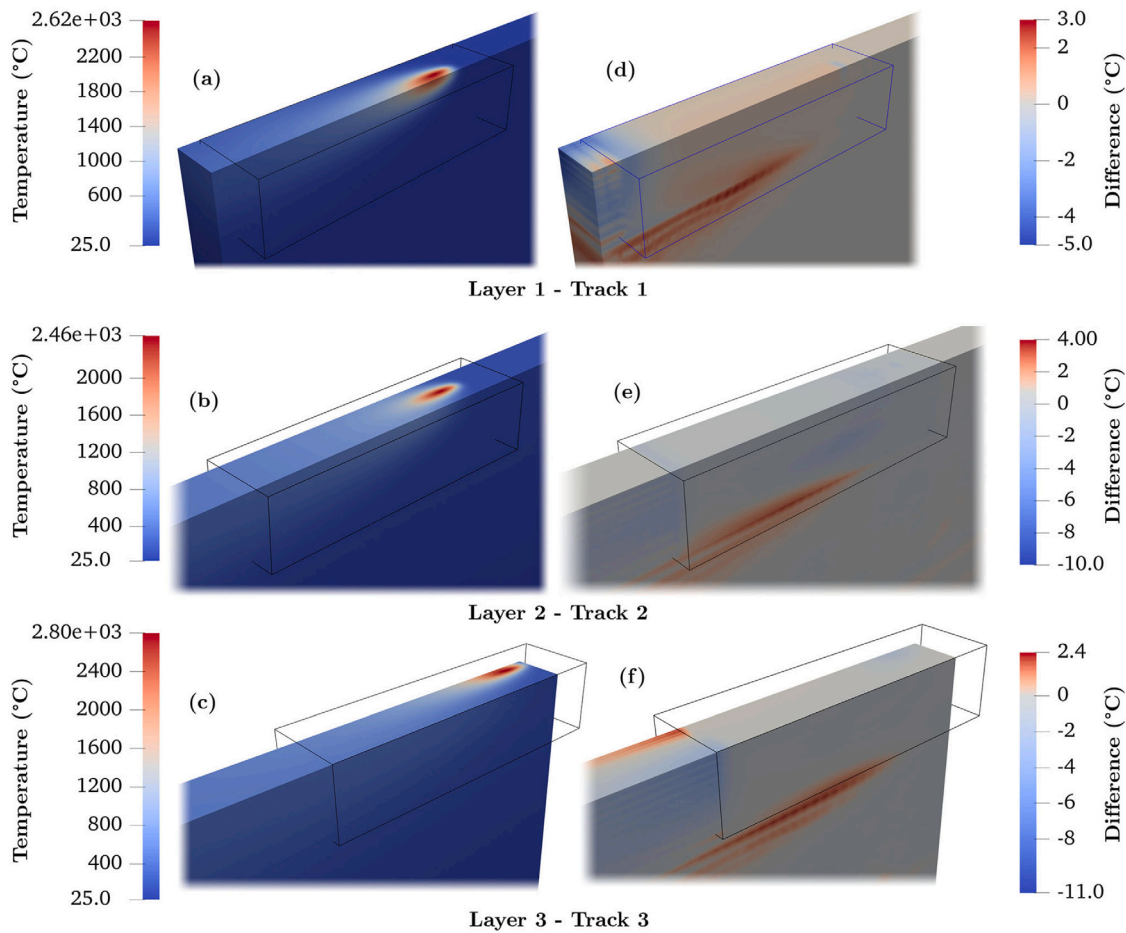 Temperature (°C)
2.62e+03
2200
1800
1400
1000
600
25.0
(a)
(d)
3.0
2
0
-2
-4
-5.0
Difference (°C)
Layer 1 - Track 1
Temperature (°C)
2.46e+03
2000
1600
1200
800
400
25.0
(b)
(e)
4.00
2
0
-2
-4
-6
-8
-10.0
Difference (°C)
Layer 2 - Track 2
Temperature (°C)
2.80e+03
2400
2000
1600
1200
800
400
25.0
(c)
(f)
2.4
0
-2
-4
-6
-8
-11.0
Difference (°C)
Layer 3 - Track 3